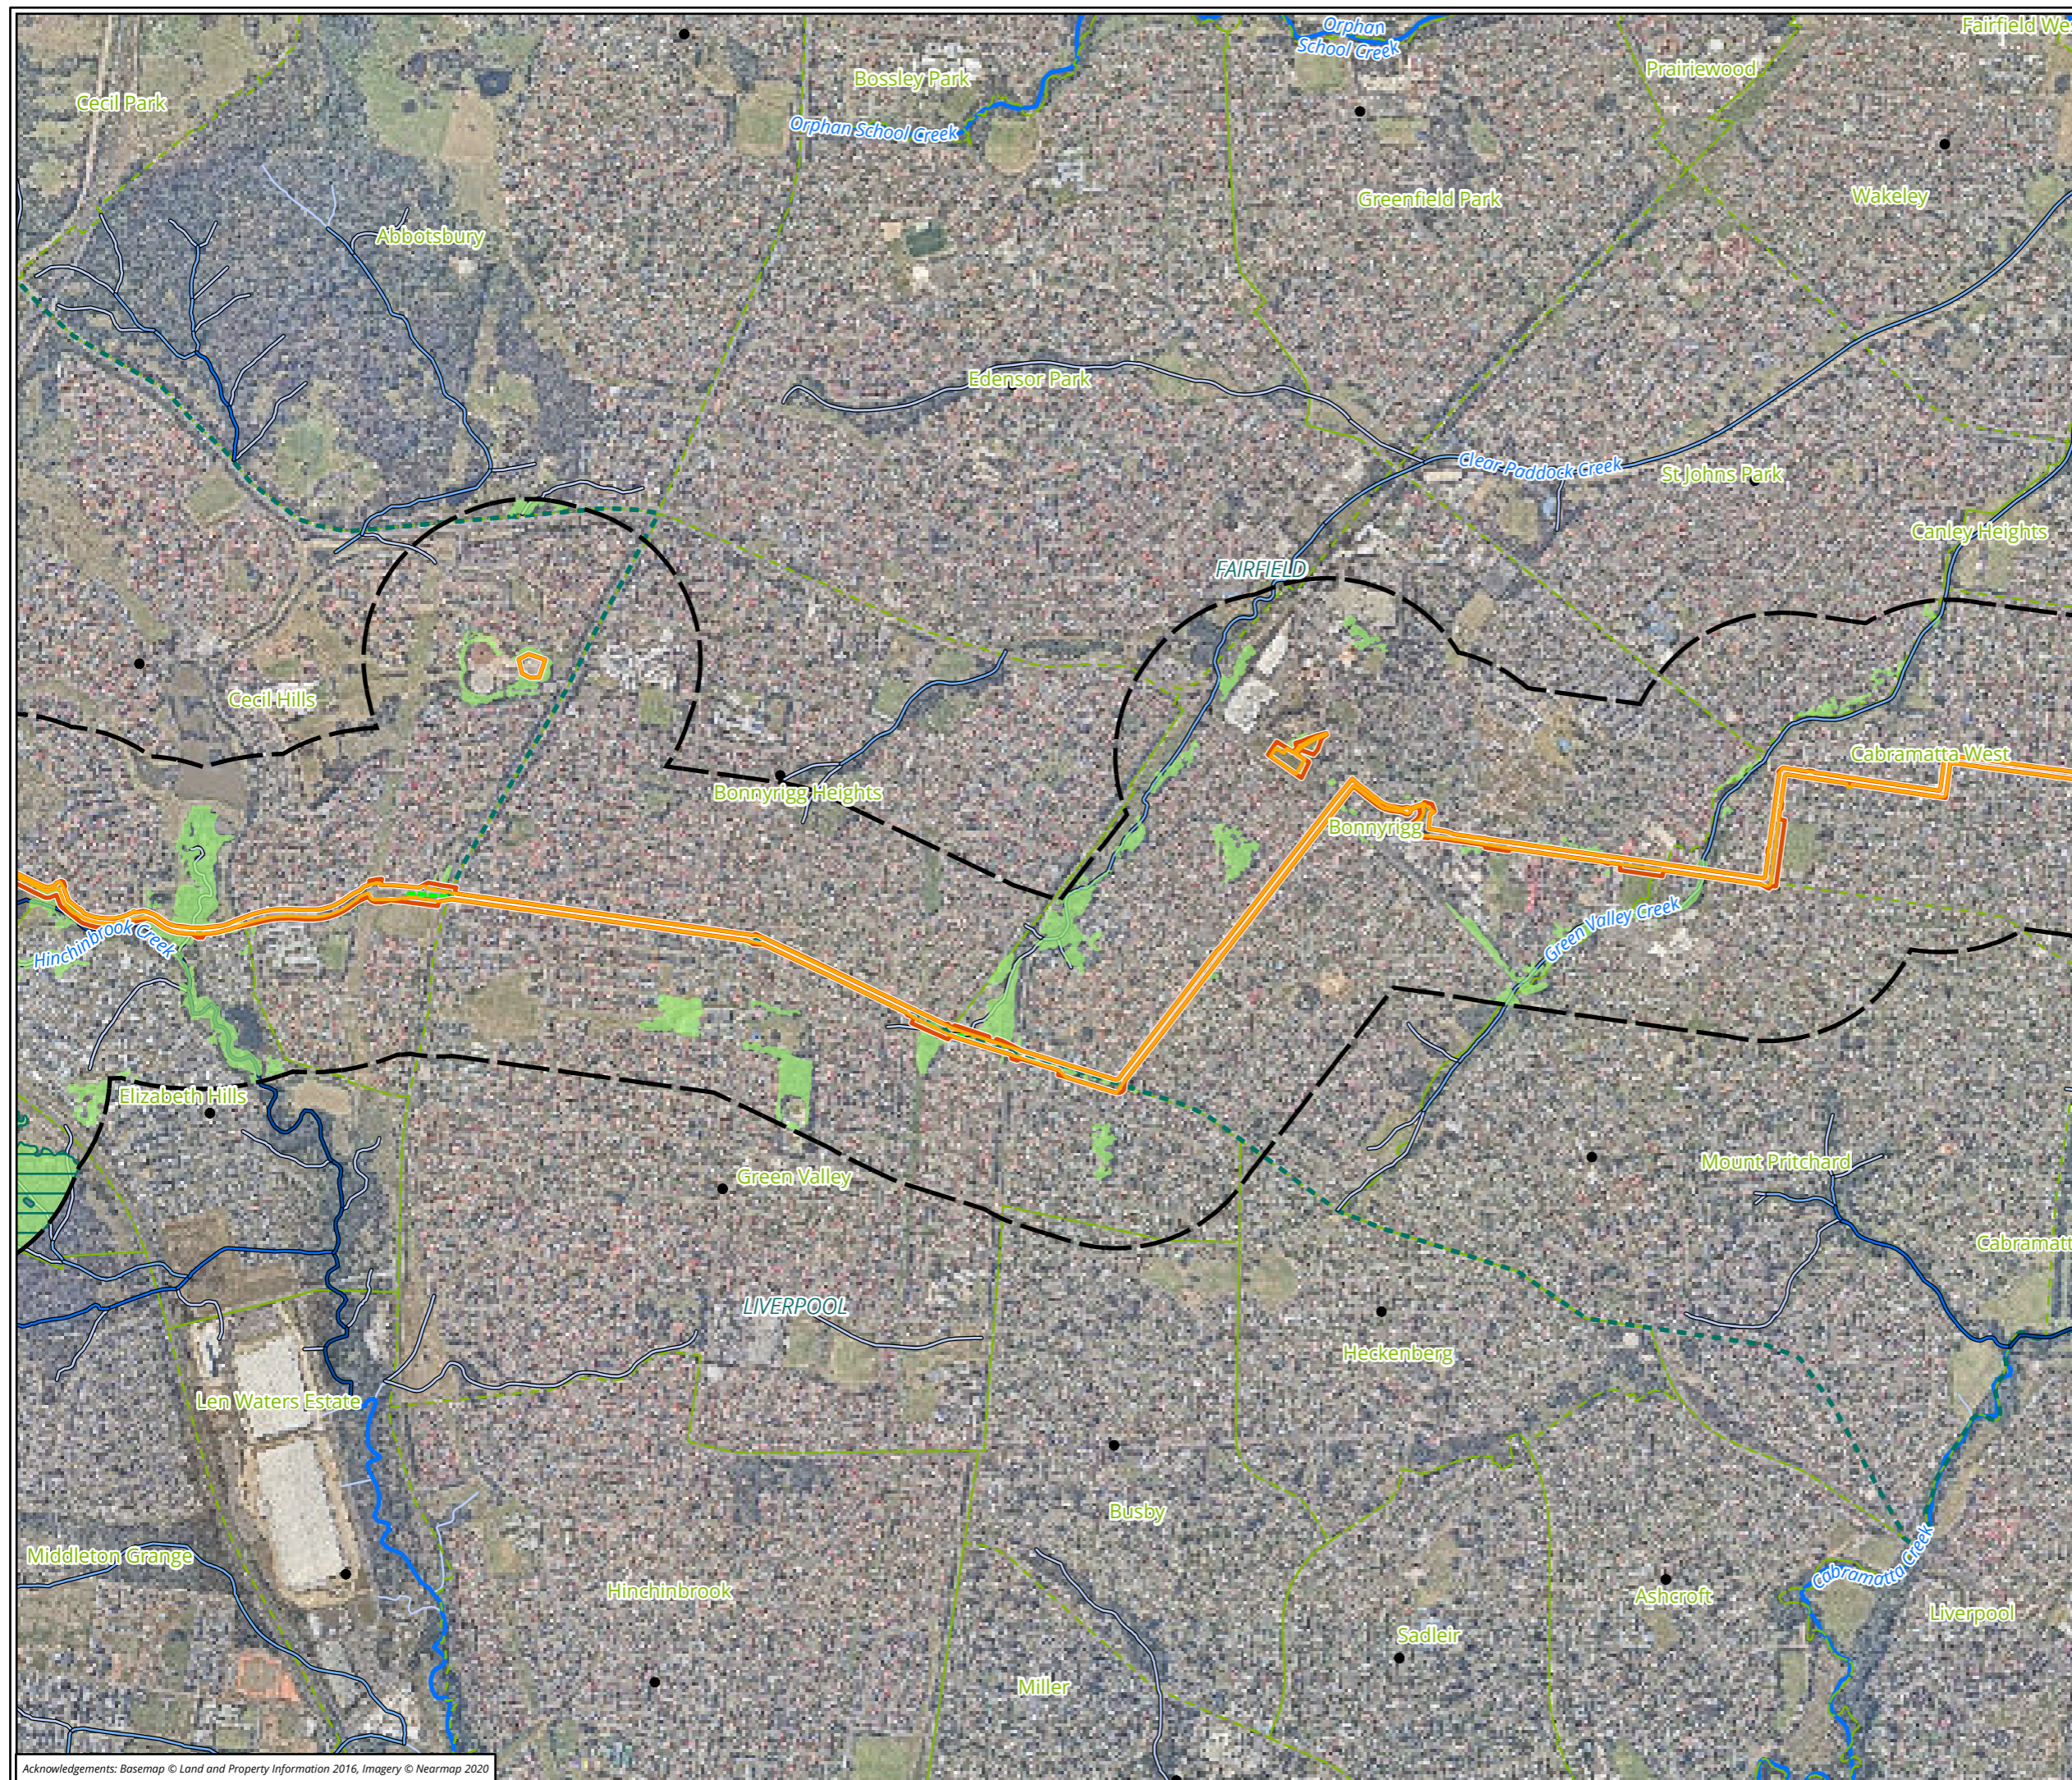 Fairfield We
Orphan
School Creek
Prairiewood
Bossley Park
Cecil Park
Orphan School Creek
Wakeley
Greenfield Park
Abbotsbury
Edensor Park
Clear Paddock Creek
St Johns Park
Canley Heights
FAIRFIELD
Cecil Hills
Cabramatta West
Bonnyrigg Heights
Bonnyrigg
Green Valley Creek
Hinchinbrook Creek
Elizabeth Hills
Mount Pritchard
Green Valley
Cabramatt
LIVERPOOL
Heckenberg
Len Waters Estate
Busby
Middleton Grange
Cabramatta Creek
Hinchinbrook
Ashcroft
Liverpool
Sadleir
Miller
Acknowledgements: Basemap © Land and Property Information 2016, Imagery © Nearmap 2020